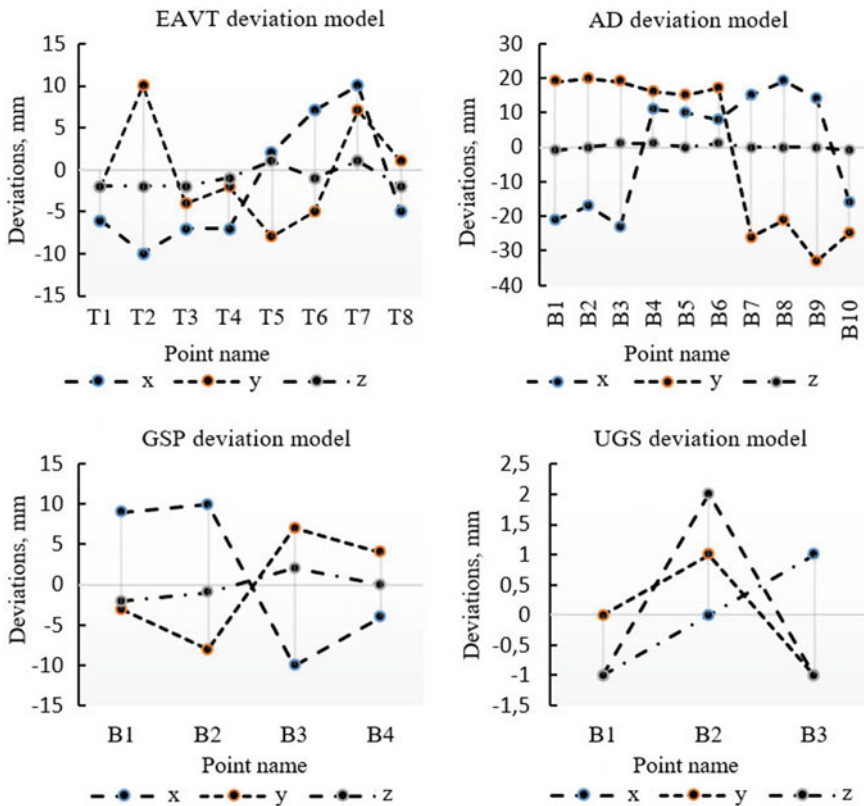 EAVT deviation model
Deviations, mm
15
10
5
0
-5
-10
-15
T1 T2 T3 T4 T5 T6 T7 T8
Point name
x y z
AD deviation model
Deviations, mm
30
20
10
0
-10
-20
-30
-40
B1 B2 B3 B4 B5 B6 B7 B8 B9 B10
Point name
x y z
GSP deviation model
Deviations, mm
15
10
5
0
-5
-10
-15
B1 B2 B3 B4
Point name
x y z
UGS deviation model
Deviations, mm
2,5
2
1,5
1
0,5
0
-0,5
-1
-1,5
B1 B2 B3
Point name
x y z